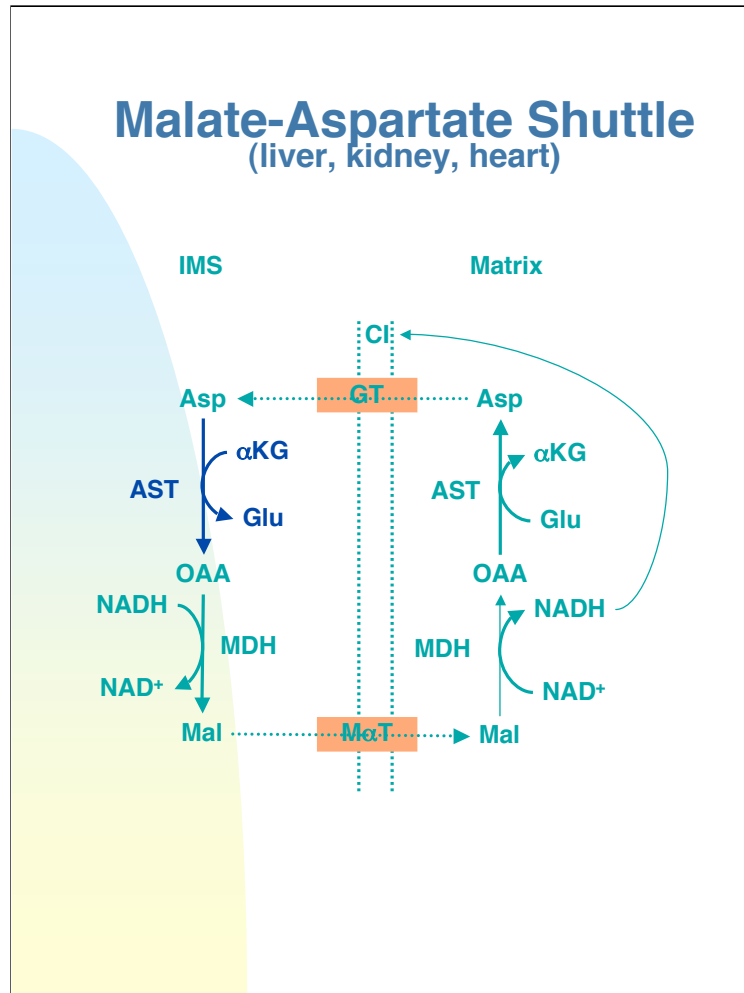 Malate-Aspartate Shuttle
(liver, kidney, heart)
IMS Matrix
CI
Asp GT Asp
αKG αKG
AST AST
Glu Glu
OAA OAA
NADH NADH
MDH MDH
NAD⁺ NAD⁺
Mal MαT Mal